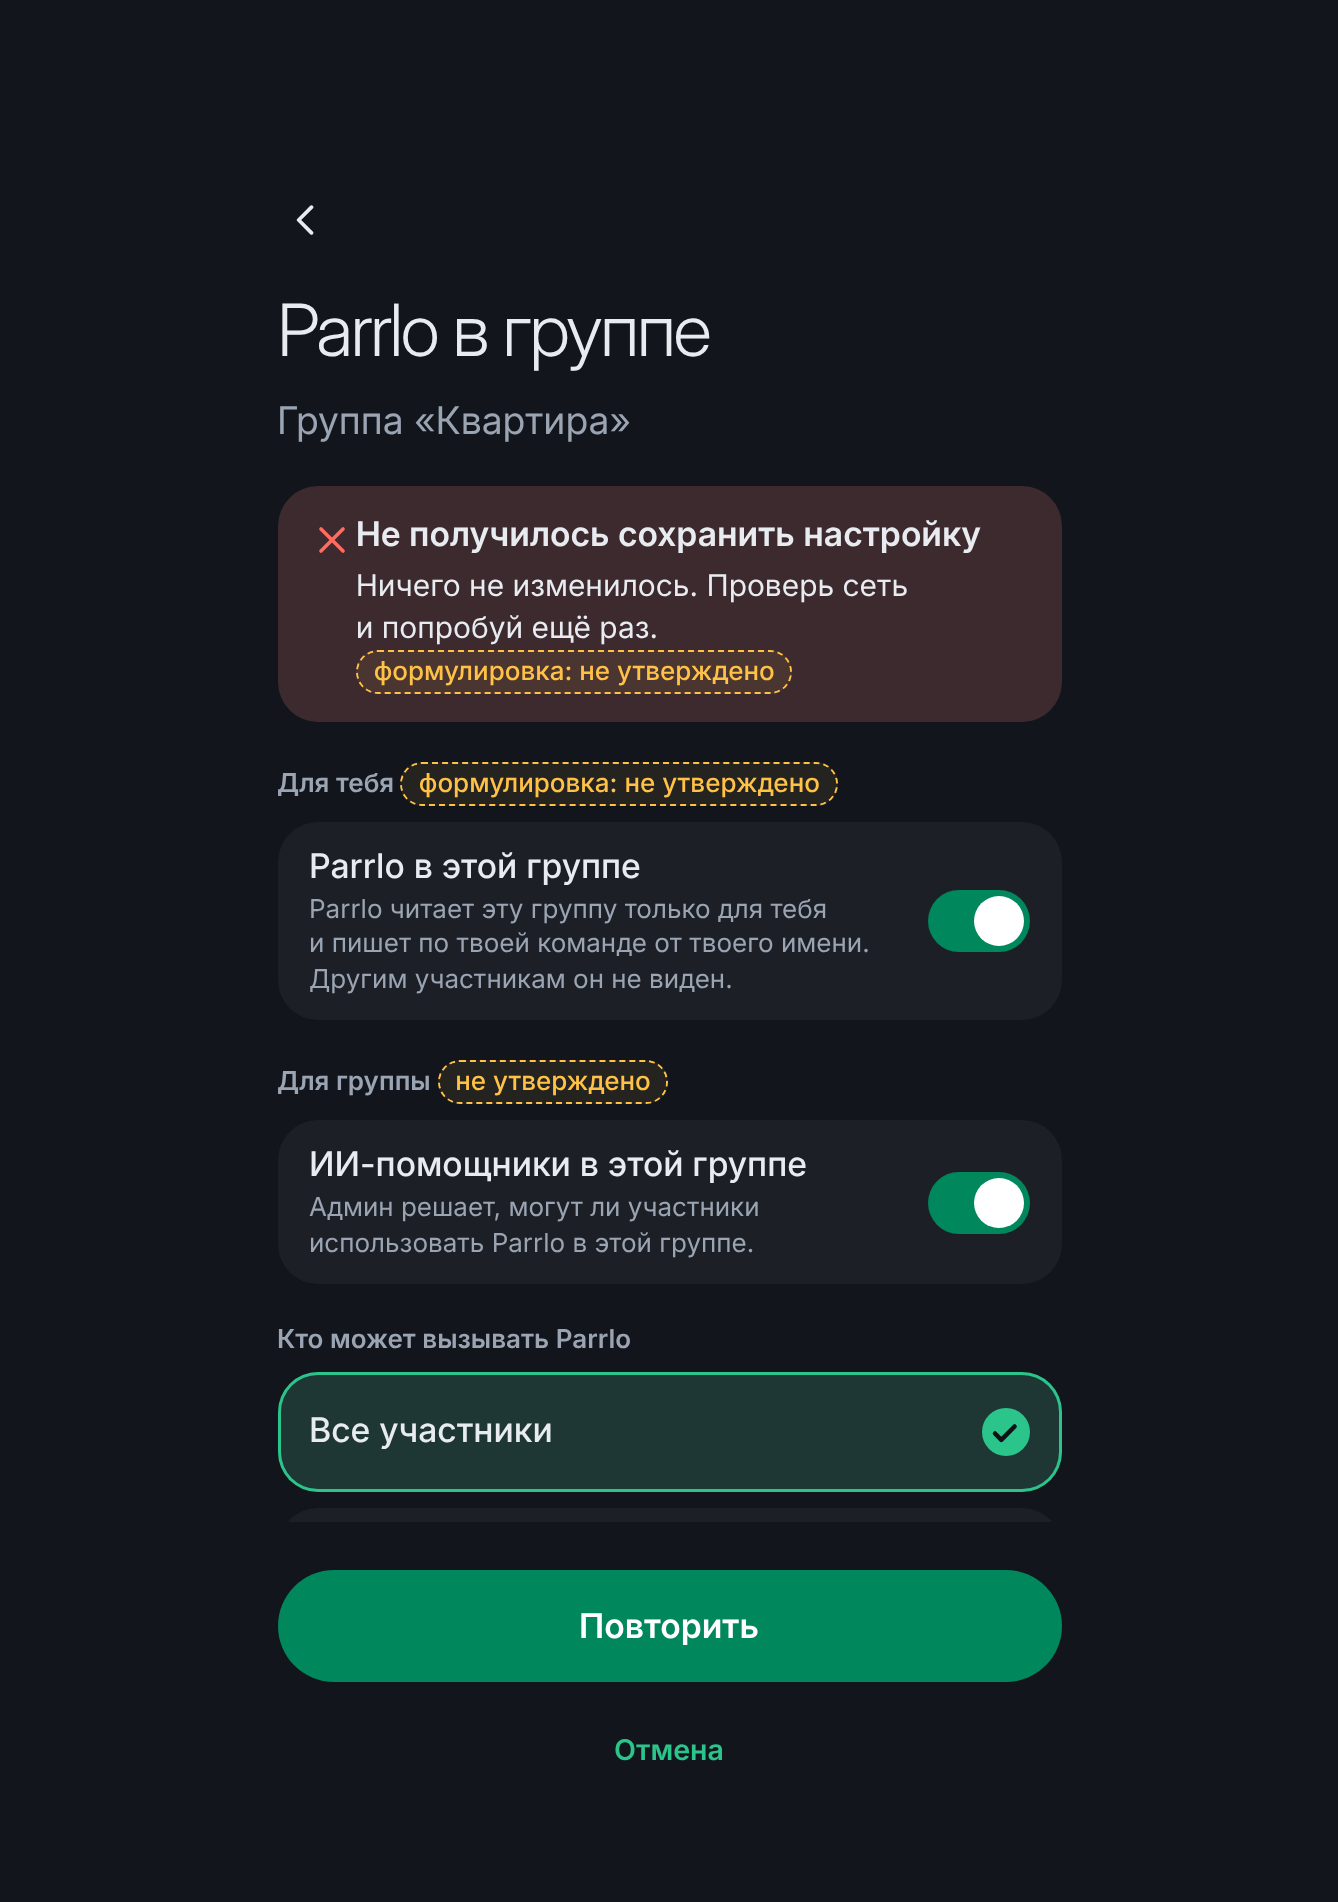 Parrlo в группе
Группа «Квартира»
Не получилось сохранить настройку
Ничего не изменилось. Проверь сеть
и попробуй ещё раз.
формулировка: не утверждено
Для тебя формулировка: не утверждено
Parrlo в этой группе
Parrlo читает эту группу только для тебя
и пишет по твоей команде от твоего имени.
Другим участникам он не виден.
Для группы не утверждено
ИИ-помощники в этой группе
Админ решает, могут ли участники
использовать Parrlo в этой группе.
Кто может вызывать Parrlo
Все участники
Повторить
Отмена